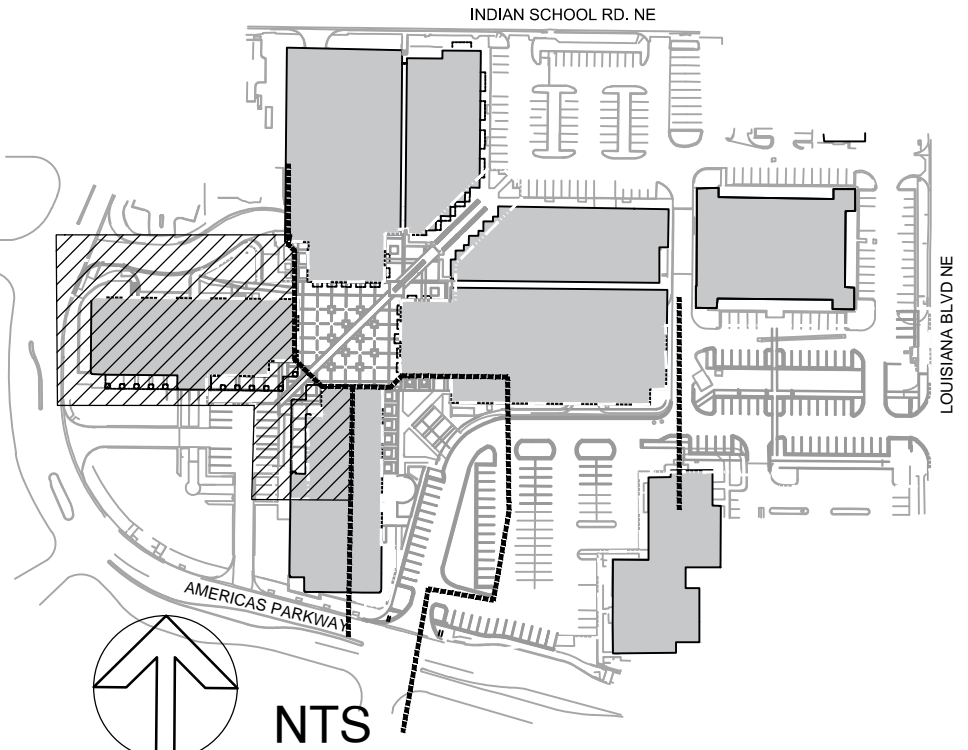 INDIAN SCHOOL RD. NE
LOUISIANA BLVD NE
AMERICAS PARKWAY
NTS